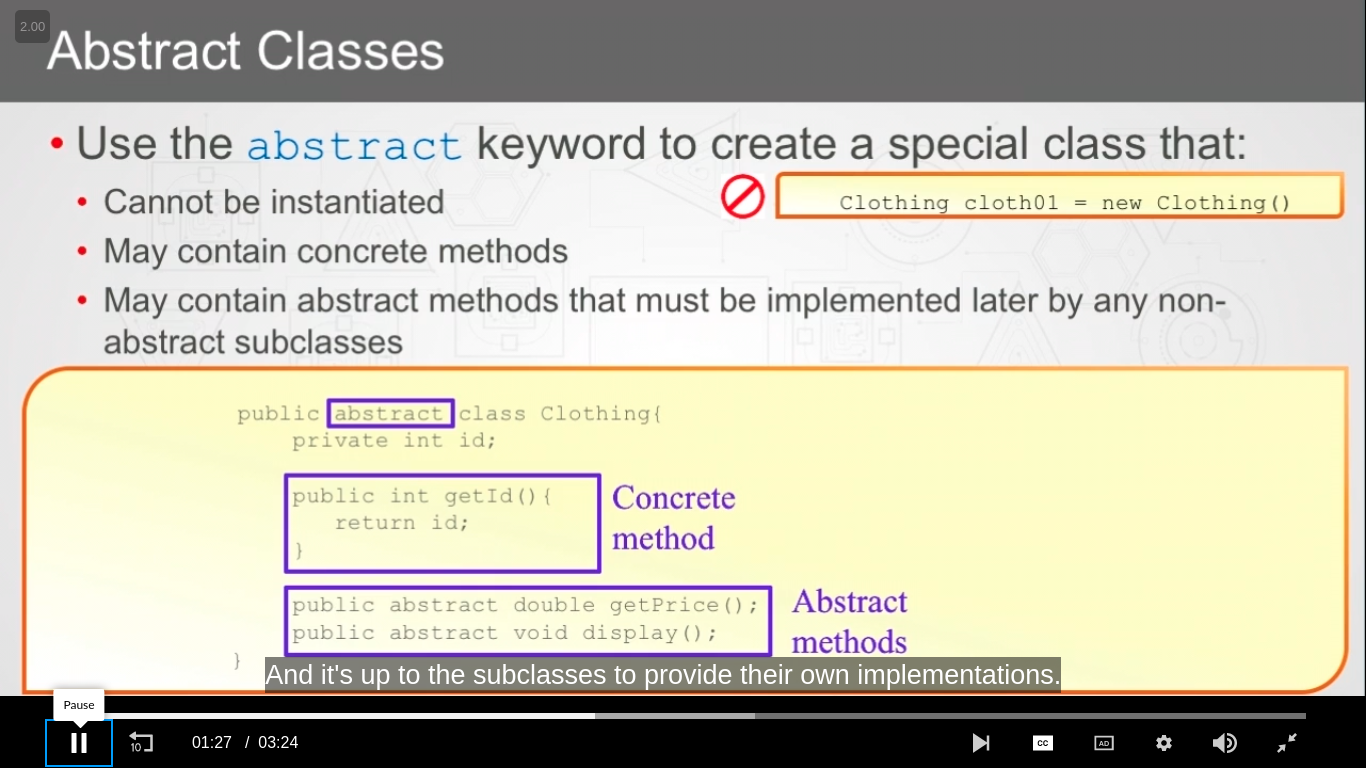 2.00
Abstract Classes
• Use the abstract keyword to create a special class that:
• Cannot be instantiated
Clothing cloth01 = new Clothing()
• May contain concrete methods
• May contain abstract methods that must be implemented later by any non-
abstract subclasses
public abstract class Clothing{
private int id;
public int getId(){
return id;
}
Concrete
method
public abstract double getPrice();
public abstract void display();
Abstract
methods
}
And it's up to the subclasses to provide their own implementations.
Pause
10
01:27 / 03:24
CC
AD